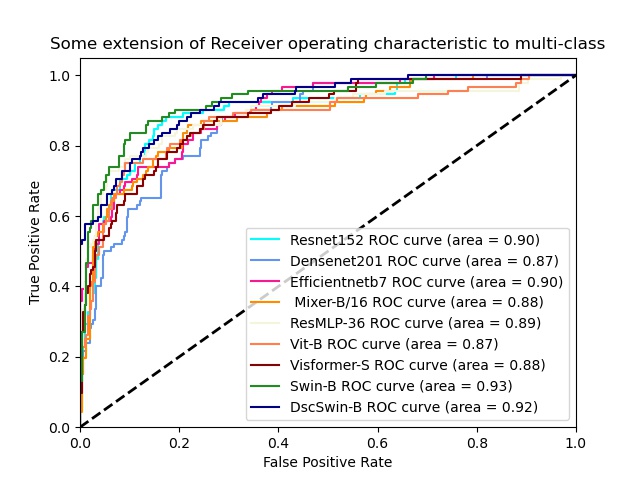 Some extension of Receiver operating characteristic to multi-class
1.0
0.8
0.6
0.4
0.2
0.0
True Positive Rate
Resnet152 ROC curve (area = 0.90)
Densenet201 ROC curve (area = 0.87)
Efficientnetb7 ROC curve (area = 0.90)
Mixer-B/16 ROC curve (area = 0.88)
ResMLP-36 ROC curve (area = 0.89)
Vit-B ROC curve (area = 0.87)
Visformer-S ROC curve (area = 0.88)
Swin-B ROC curve (area = 0.93)
DscSwin-B ROC curve (area = 0.92)
0.0 0.2 0.4 0.6 0.8 1.0
False Positive Rate